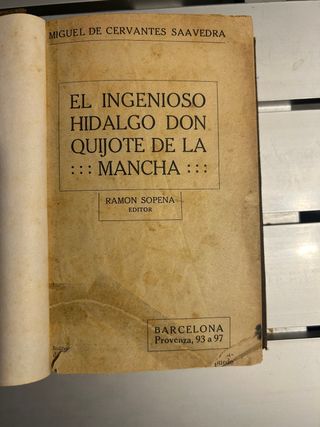 MIGUEL DE CERVANTES SAAVEDRA
EL INGENIOSO
HIDALGO DON
QUIJOTE DE LA
::: MANCHA :::
RAMON SOPENA
EDITOR
BARCELONA
Provenza, 93 a 97